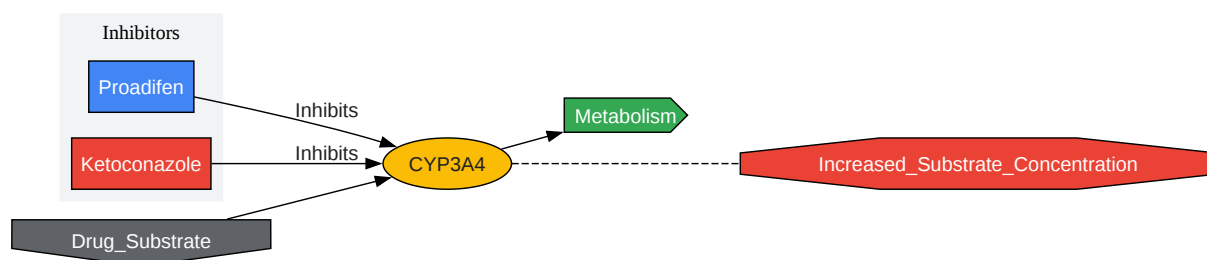 Inhibitors
Proadifen
Inhibits
Metabolism
Ketoconazole
Inhibits
CYP3A4
Increased_Substrate_Concentration
Drug_Substrate